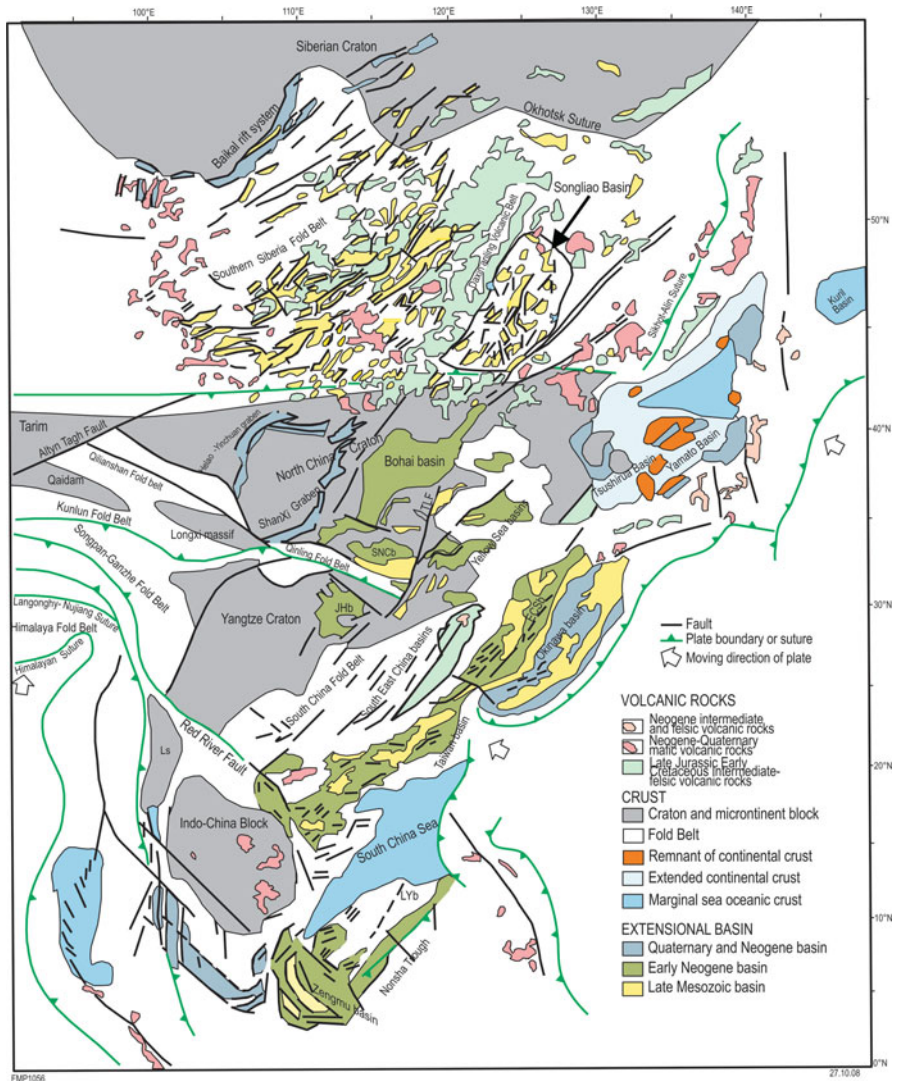 100°E
110°E
120°E
130°E
140°E
Siberian Craton
Baikal rift system
Okhotsk Suture
Songliao Basin
50°N
Southern Siberia Fold Belt
Sikhot-Alin Suture
Kuril
Basin
Tarim
Altyn Tagh Fault
40°N
North China Craton
Bohai basin
Tsushirua Basin
Yamato Basin
Qilianshan Fold belt
Qaidam
ShanXi Graben
TLF
Kunlun Fold Belt
Longxi massif
Qinling Fold Belt
SNCb
Yellow Sea basin
Songpan-Ganzhe Fold Belt
Langonghy-Nujiang Suture
Himalaya Fold Belt
Himalayan Suture
Yangtze Craton
JHb
30°N
ECSb
Okinawa basin
South China Fold Belt
South East China basins
Red River Fault
Taiwan basin
20°N
Ls
Indo-China Block
South China Sea
LYb
10°N
Nonsha Trough
Zengmu basin
0°N
Fault
Plate boundary or suture
Moving direction of plate
VOLCANIC ROCKS
Neogene intermediate
and felsic volcanic rocks
Neogene-Quaternary
mafic volcanic rocks
Late Jurassic Early
Cretaceous Intermediate-
felsic volcanic rocks
CRUST
Craton and microntinent block
Fold Belt
Remnant of continental crust
Extended continental crust
Marginal sea oceanic crust
EXTENSIONAL BASIN
Quaternary and Neogene basin
Early Neogene basin
Late Mesozoic basin
FMP1056
27.10.08